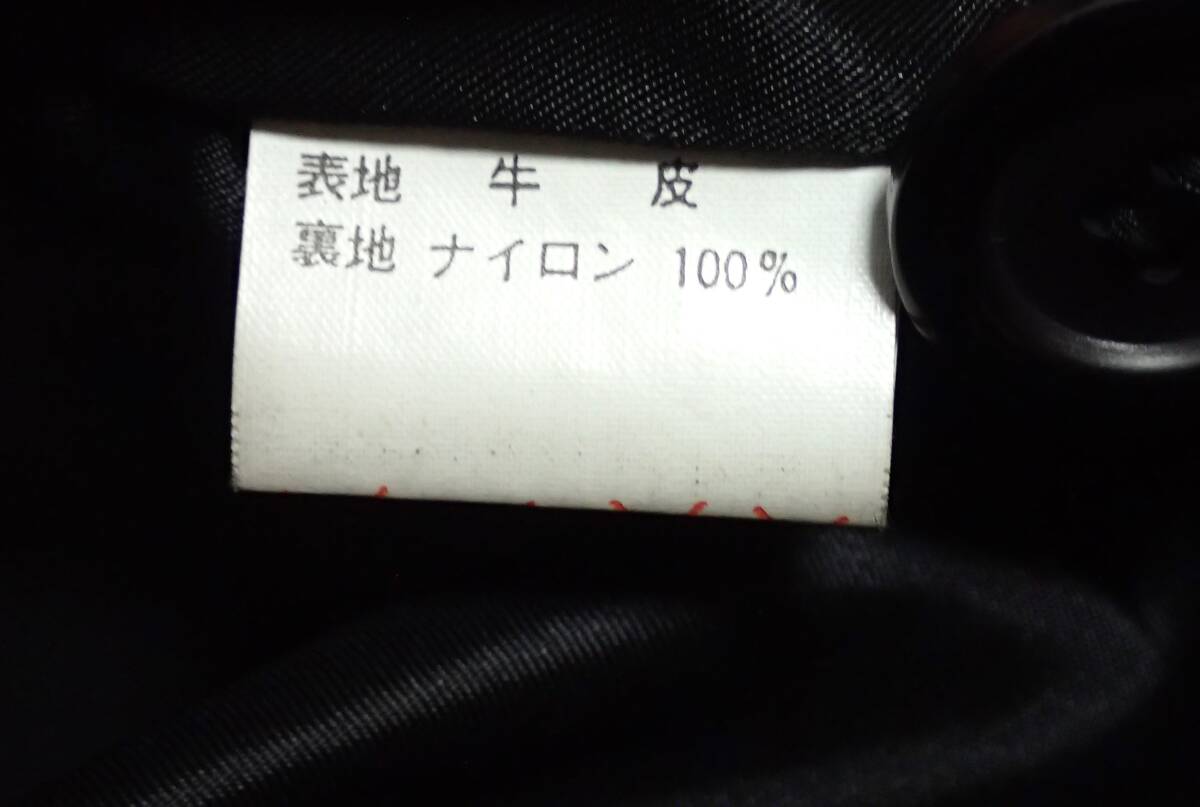 表地 牛 皮
裏地 ナイロン 100%